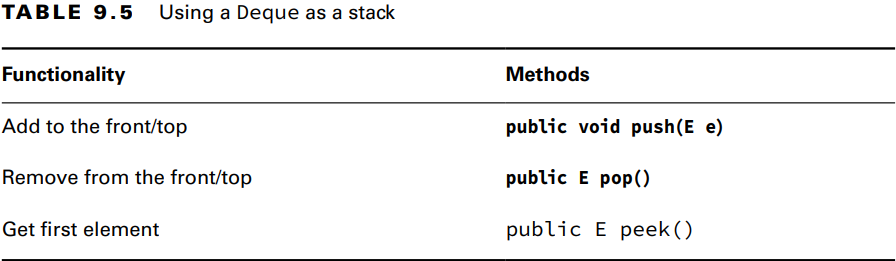 TABLE 9.5 Using a Deque as a stack
Functionality Methods
Add to the front/top public void push(E e)
Remove from the front/top public E pop()
Get first element public E peek()